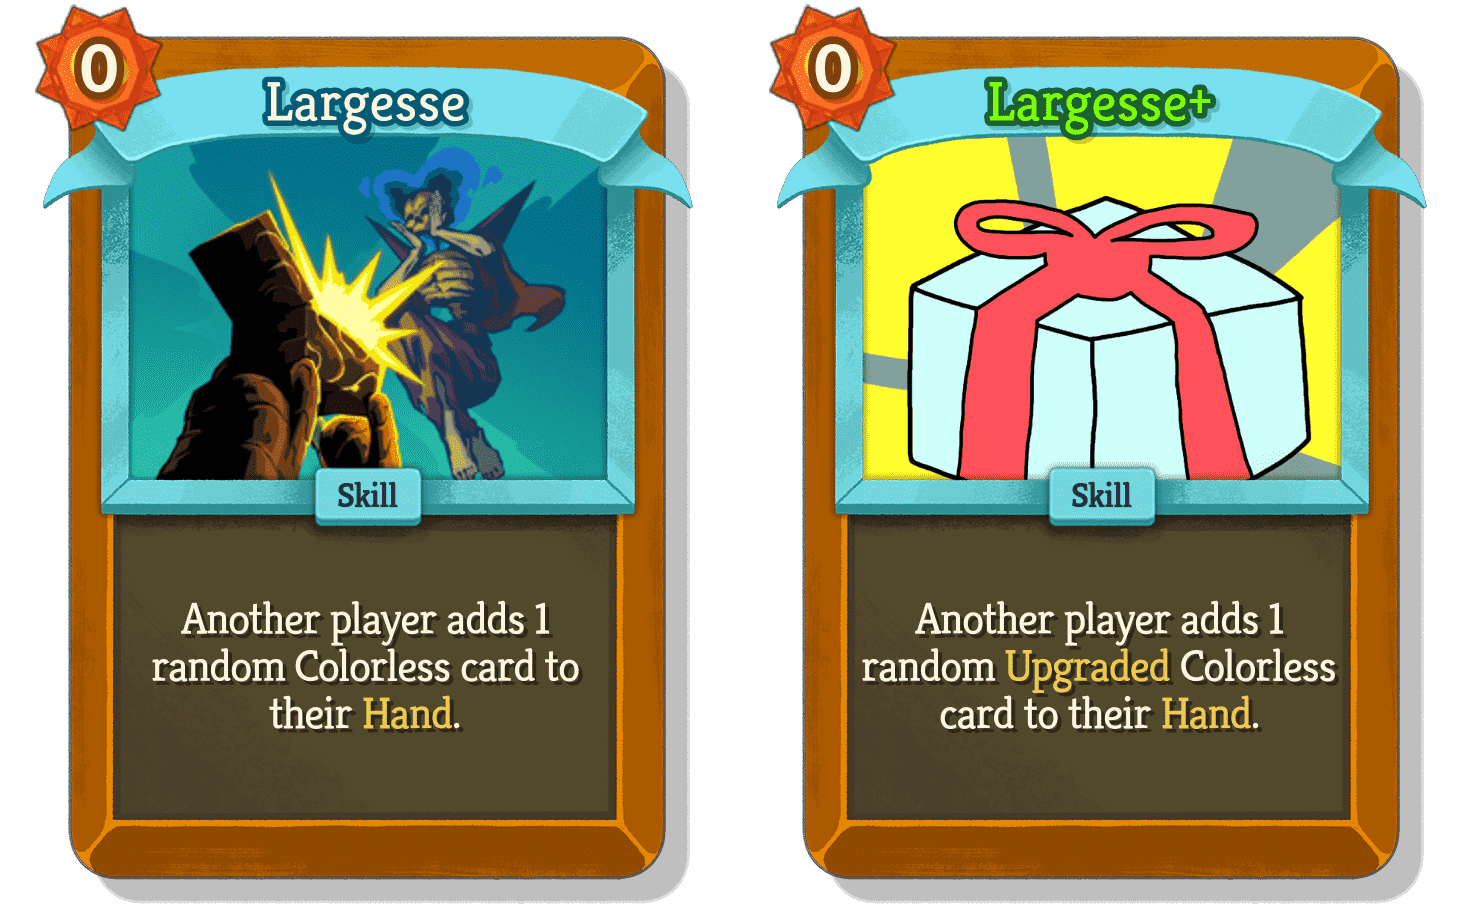 0
Largesse
Skill
Another player adds 1
random Colorless card to
their Hand.
0
Largesse+
Skill
Another player adds 1
random Upgraded Colorless
card to their Hand.